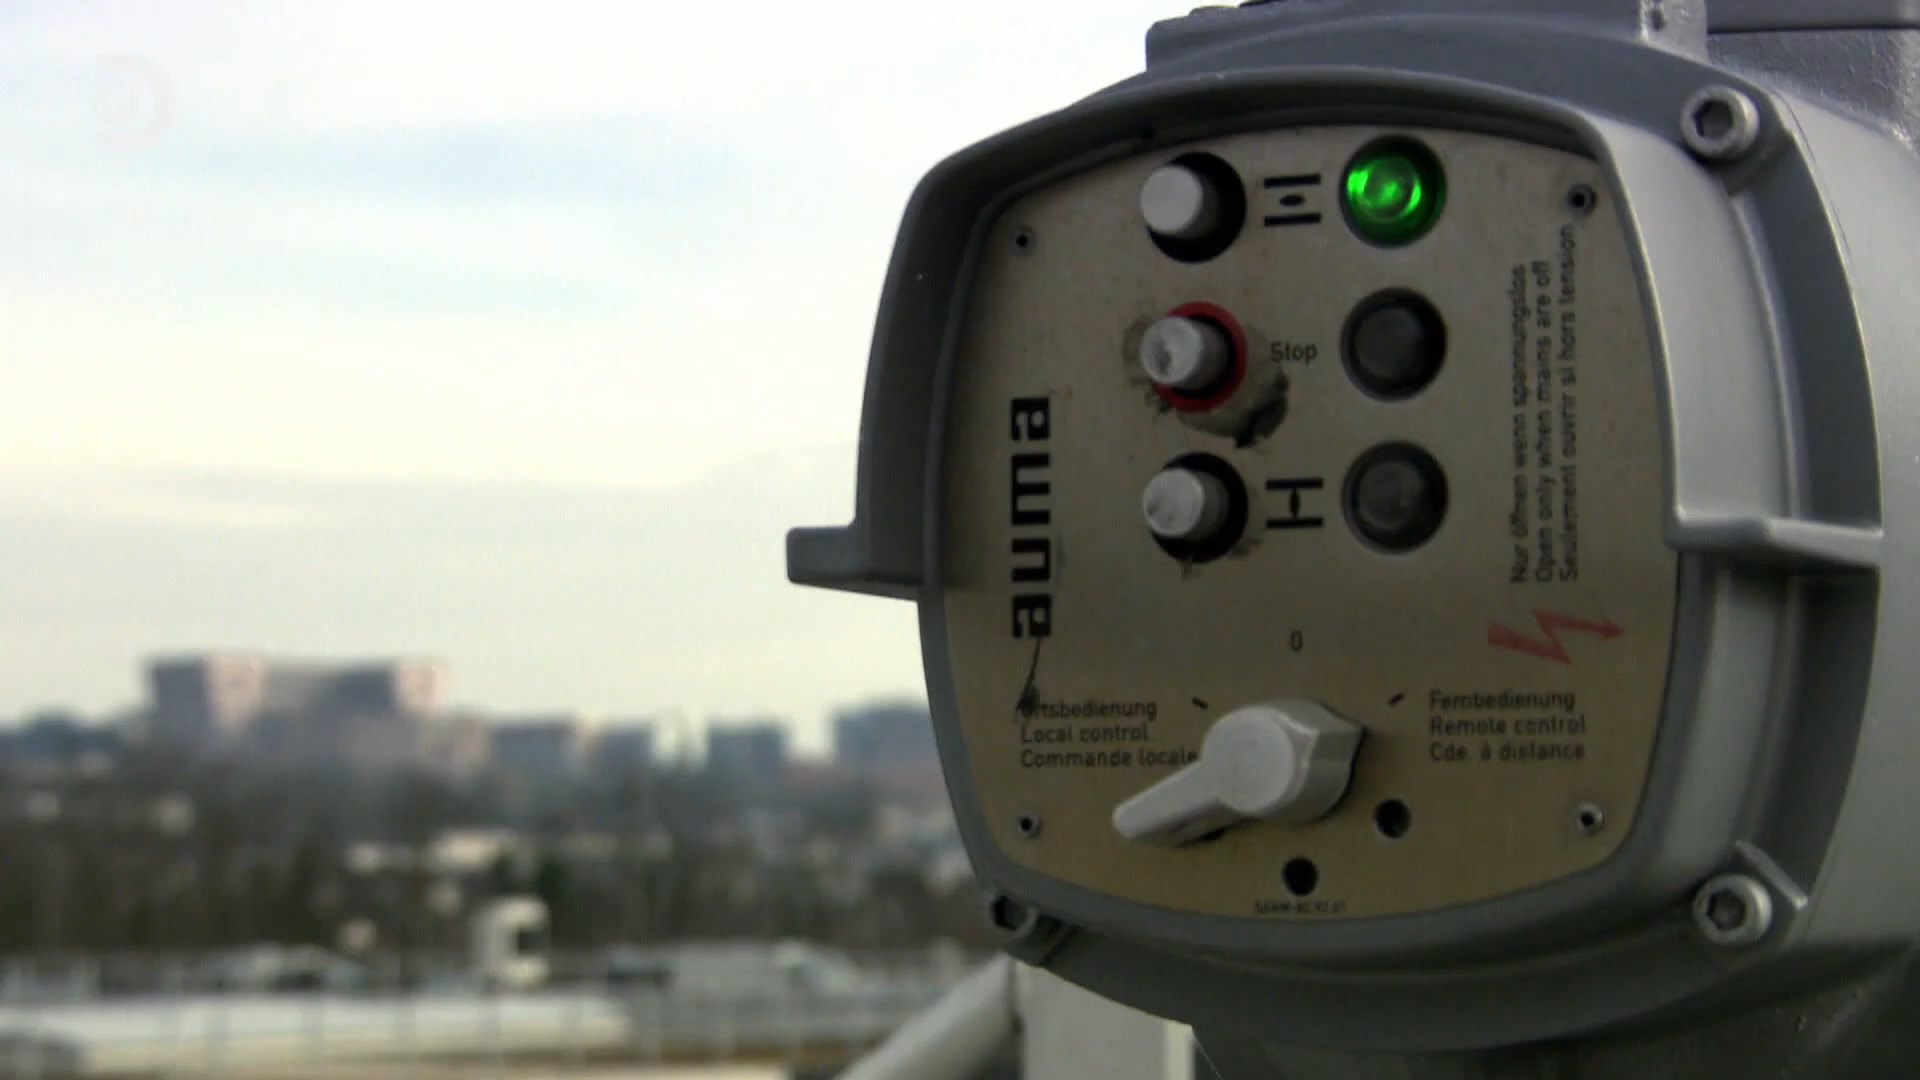 Stop
auma
Nur öffnen wenn spannungslos
Open only when mains are off
Seulement ouvrir si hors tension
0
Ortsbedienung
Local control
Commande locale
Fernbedienung
Remote control
Cde. à distance